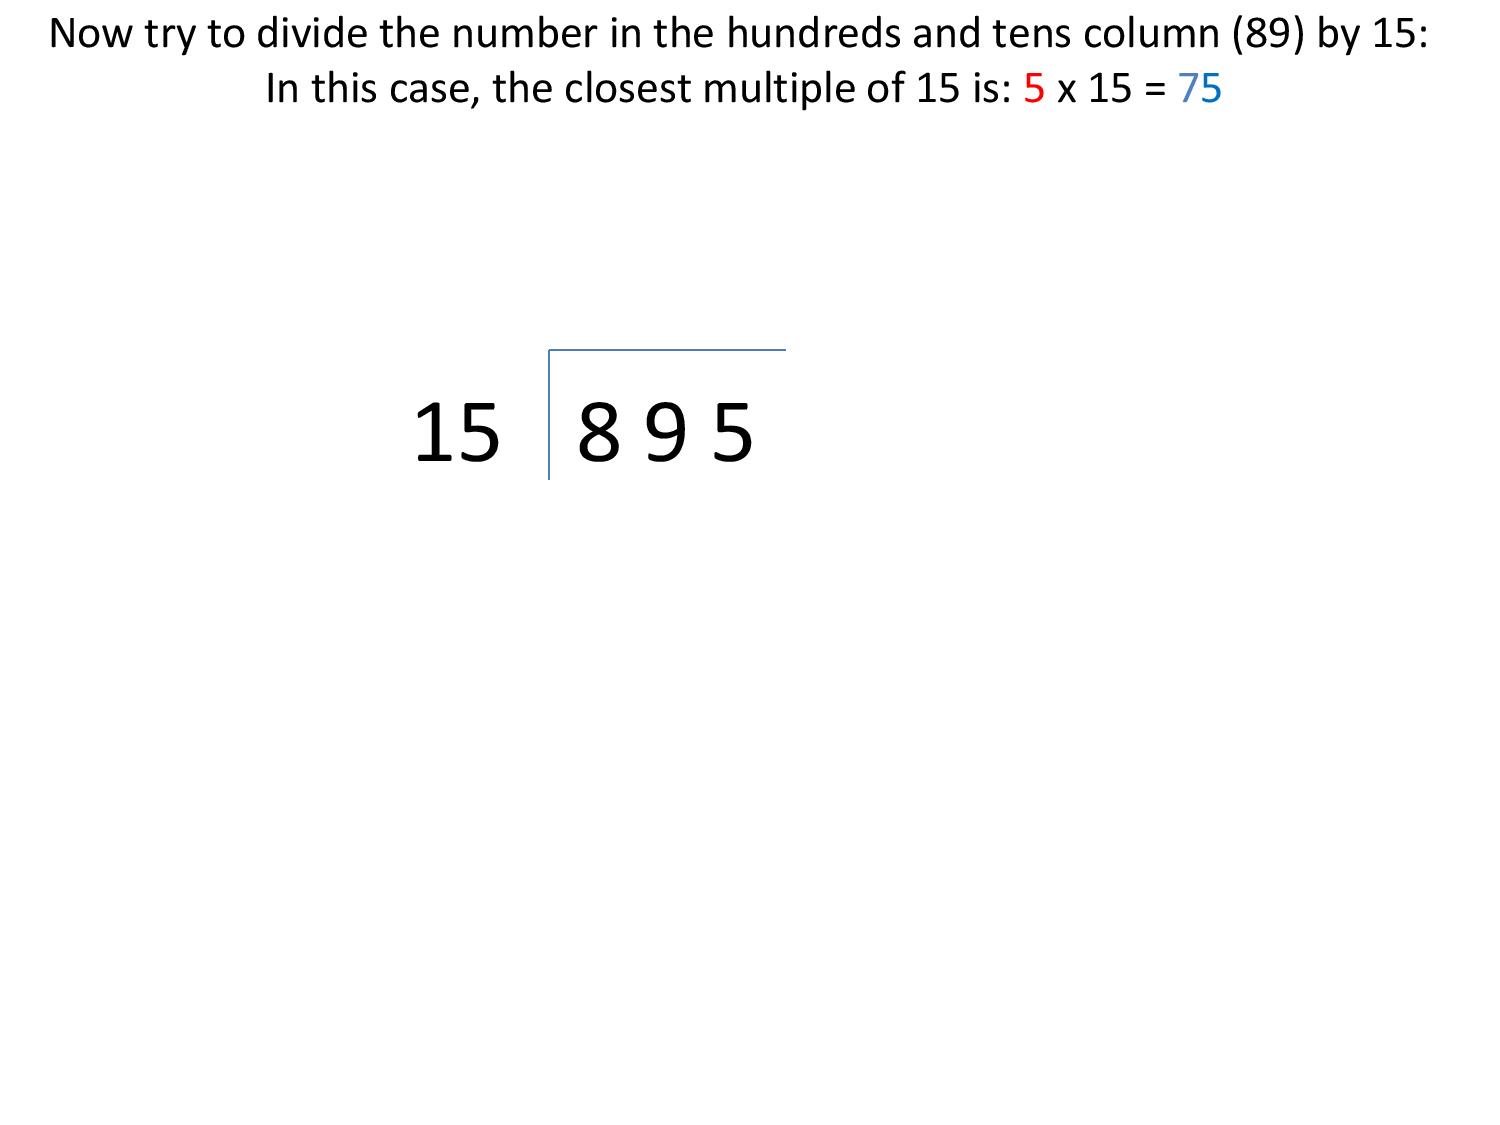 Now try to divide the number in the hundreds and tens column (89) by 15:
In this case, the closest multiple of 15 is: 5 x 15 = 75
15 8 9 5